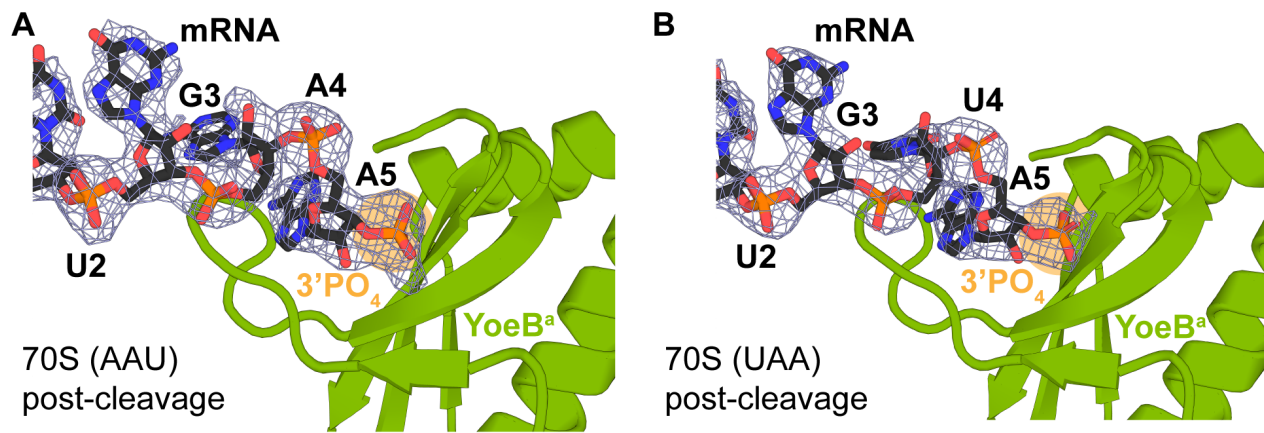 A
mRNA
G3
A4
A5
U2
3’PO4
YoeBᵃ
70S (AAU)
post-cleavage
B
mRNA
G3
U4
A5
U2
3’PO4
YoeBᵃ
70S (UAA)
post-cleavage